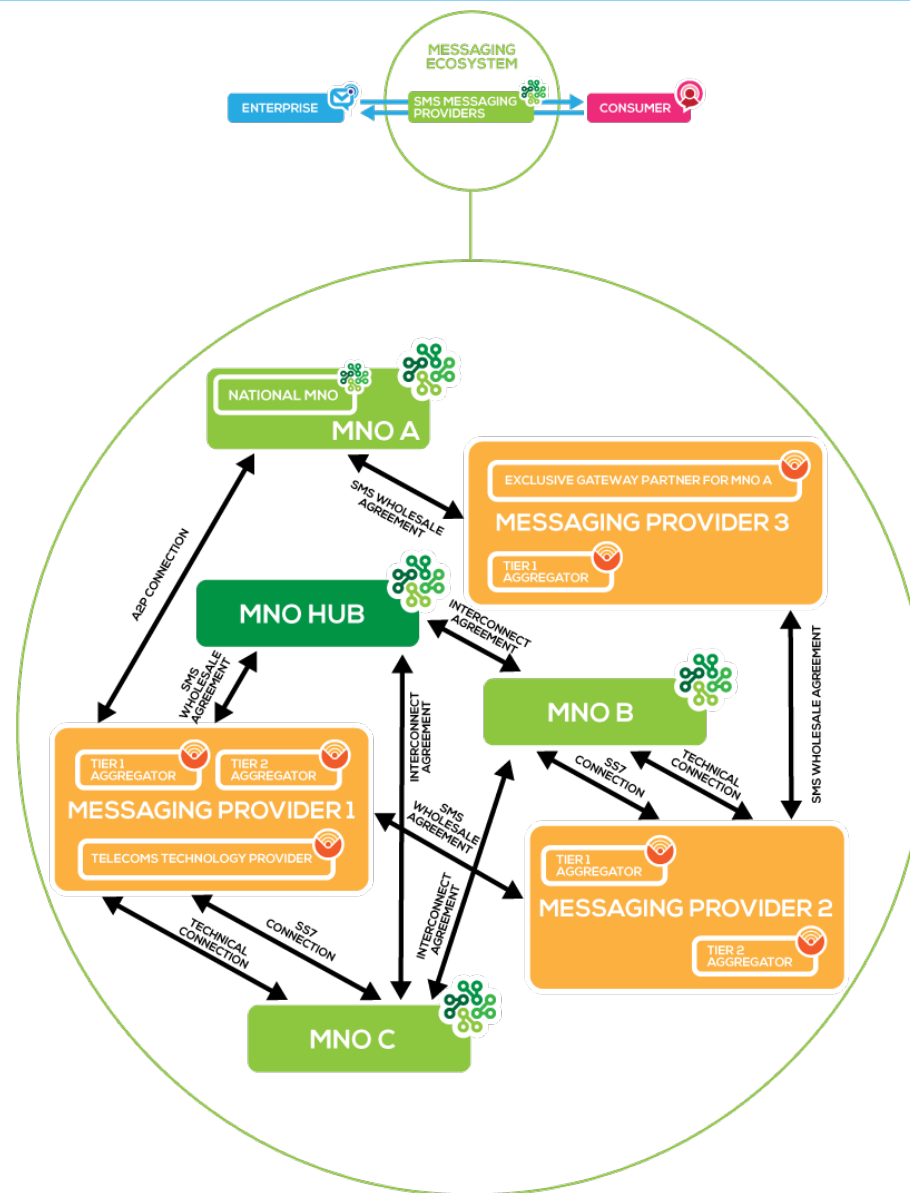 MESSAGING
ECOSYSTEM
ENTERPRISE
SMS MESSAGING
PROVIDERS
CONSUMER
NATIONAL MNO
MNO A
SMS WHOLESALE
AGREEMENT
EXCLUSIVE GATEWAY PARTNER FOR MNO A
MESSAGING PROVIDER 3
TIER 1
AGGREGATOR
A2P CONNECTION
MNO HUB
INTERCONNECT
AGREEMENT
SMS
WHOLESALE
AGREEMENT
INTERCONNECT
AGREEMENT
MNO B
SMS WHOLESALE AGREEMENT
TIER 1
AGGREGATOR
TIER 2
AGGREGATOR
MESSAGING PROVIDER 1
TELECOMS TECHNOLOGY PROVIDER
SS7
CONNECTION
TECHNICAL
CONNECTION
SMS
WHOLESALE
AGREEMENT
TIER 1
AGGREGATOR
MESSAGING PROVIDER 2
TIER 2
AGGREGATOR
INTERCONNECT
AGREEMENT
TECHNICAL
CONNECTION
SS7
CONNECTION
MNO C